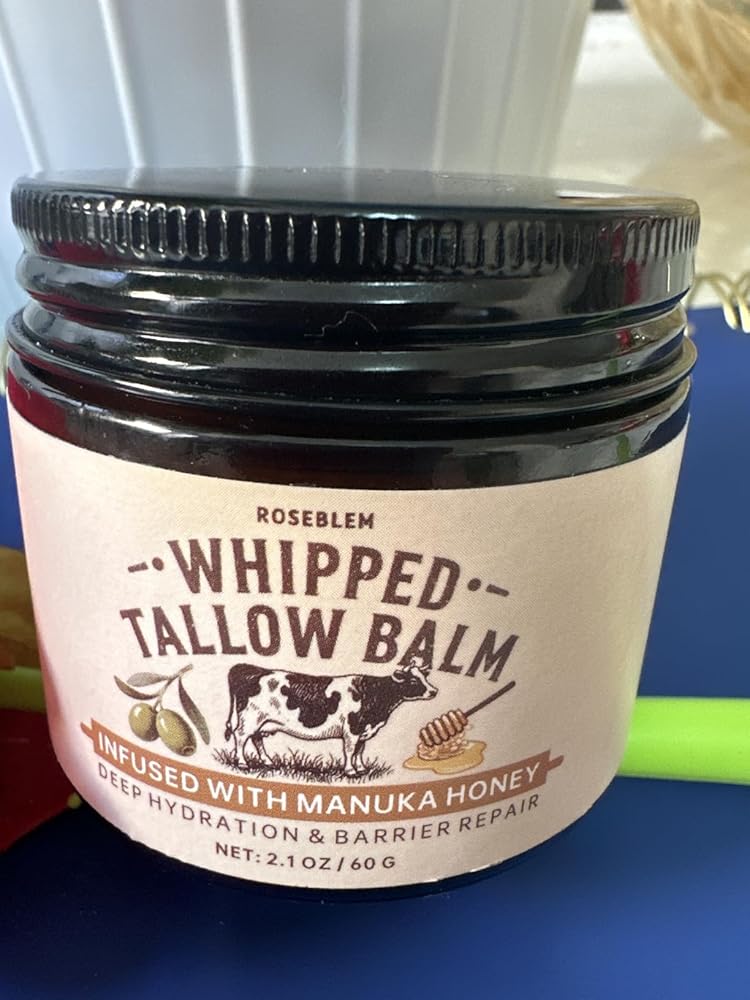 ROSEBLEM
WHIPPED
TALLOW BALM
INFUSED WITH MANUKA HONEY
DEEP HYDRATION & BARRIER REPAIR
NET: 2.1 OZ / 60 G